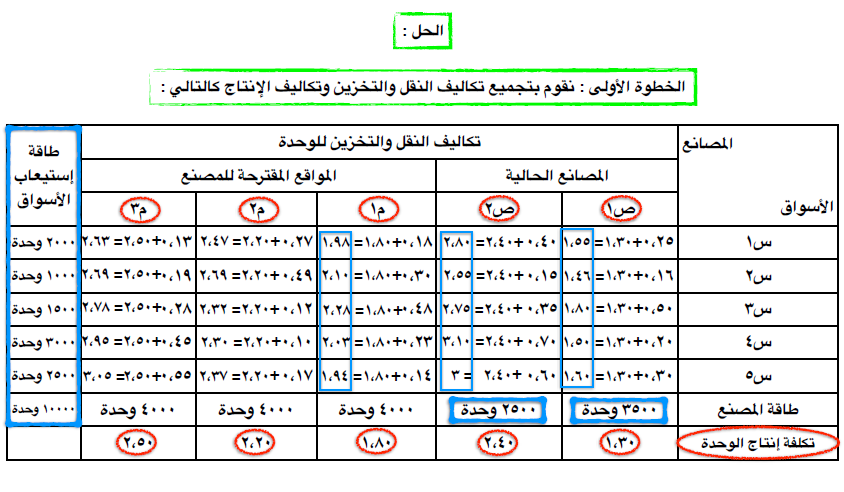 الحل :
الخطوة الأولى : نقوم بتجميع تكاليف النقل والتخزين وتكاليف الإنتاج كالتالي :
المصانع
الأسواق
تكاليف النقل والتخزين للوحدة
طاقة إستيعاب الأسواق
المصانع الحالية
المواقع المقترحة للمصنع
ص١ ص٢ م١ م٢ م٣
س١ ٠،٢٥+١،٣٠=١،٥٥ ٠،٤٠+٢،٤٠=٢،٨٠ ٠،١٨+١،٨٠=١،٩٨ ٠،٢٧+٢،٢٠=٢،٤٧ ٠،١٣+٢،٥٠=٢،٦٣ ٢٠٠٠ وحدة
س٢ ٠،١٦+١،٣٠=١،٤٦ ٠،١٥+٢،٤٠=٢،٥٥ ٠،٣٠+١،٨٠=٢،١٠ ٠،٤٩+٢،٢٠=٢،٦٩ ٠،١٩+٢،٥٠=٢،٦٩ ١٠٠٠ وحدة
س٣ ٠،٥٠+١،٣٠=١،٨٠ ٠،٣٥+٢،٤٠=٢،٧٥ ٠،٤٨+١،٨٠=٢،٢٨ ٠،١٢+٢،٢٠=٢،٣٢ ٠،٢٨+٢،٥٠=٢،٧٨ ١٥٠٠ وحدة
س٤ ٠،٢٠+١،٣٠=١،٥٠ ٠،٧٠+٢،٤٠=٣،١٠ ٠،٢٣+١،٨٠=٢،٠٣ ٠،١٠+٢،٢٠=٢،٣٠ ٠،٤٥+٢،٥٠=٢،٩٥ ٣٠٠٠ وحدة
س٥ ٠،٣٠+١،٣٠=١،٦٠ ٠،٦٠+٢،٤٠ = ٣ ٠،١٤+١،٨٠=١،٩٤ ٠،١٧+٢،٢٠=٢،٣٧ ٠،٥٥+٢،٥٠=٣،٠٥ ٢٥٠٠ وحدة
طاقة المصنع ٣٥٠٠ وحدة ٢٥٠٠ وحدة ٤٠٠٠ وحدة ٤٠٠٠ وحدة ٤٠٠٠ وحدة ١٠٠٠٠ وحدة
تكلفة إنتاج الوحدة ١،٣٠ ٢،٤٠ ١،٨٠ ٢،٢٠ ٢،٥٠